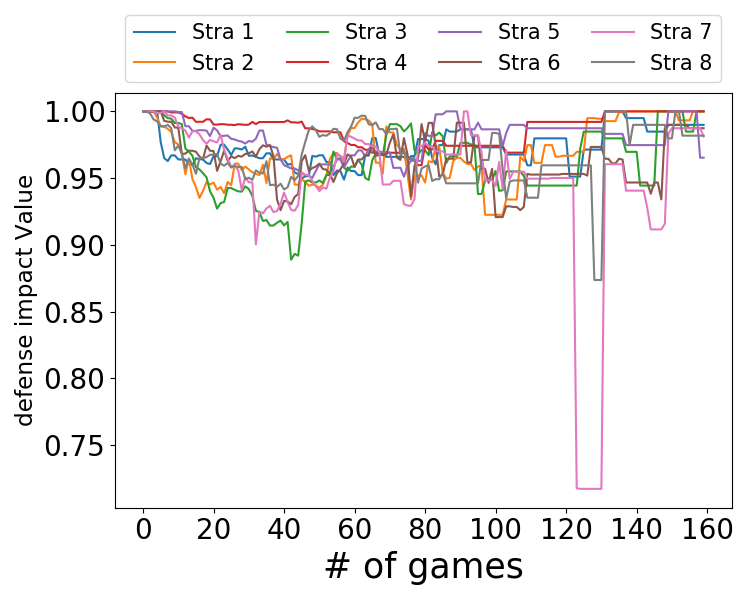 Stra 1 Stra 3 Stra 5 Stra 7
Stra 2 Stra 4 Stra 6 Stra 8
1.00
0.95
0.90
0.85
0.80
0.75
defense impact Value
0 20 40 60 80 100 120 140 160
# of games